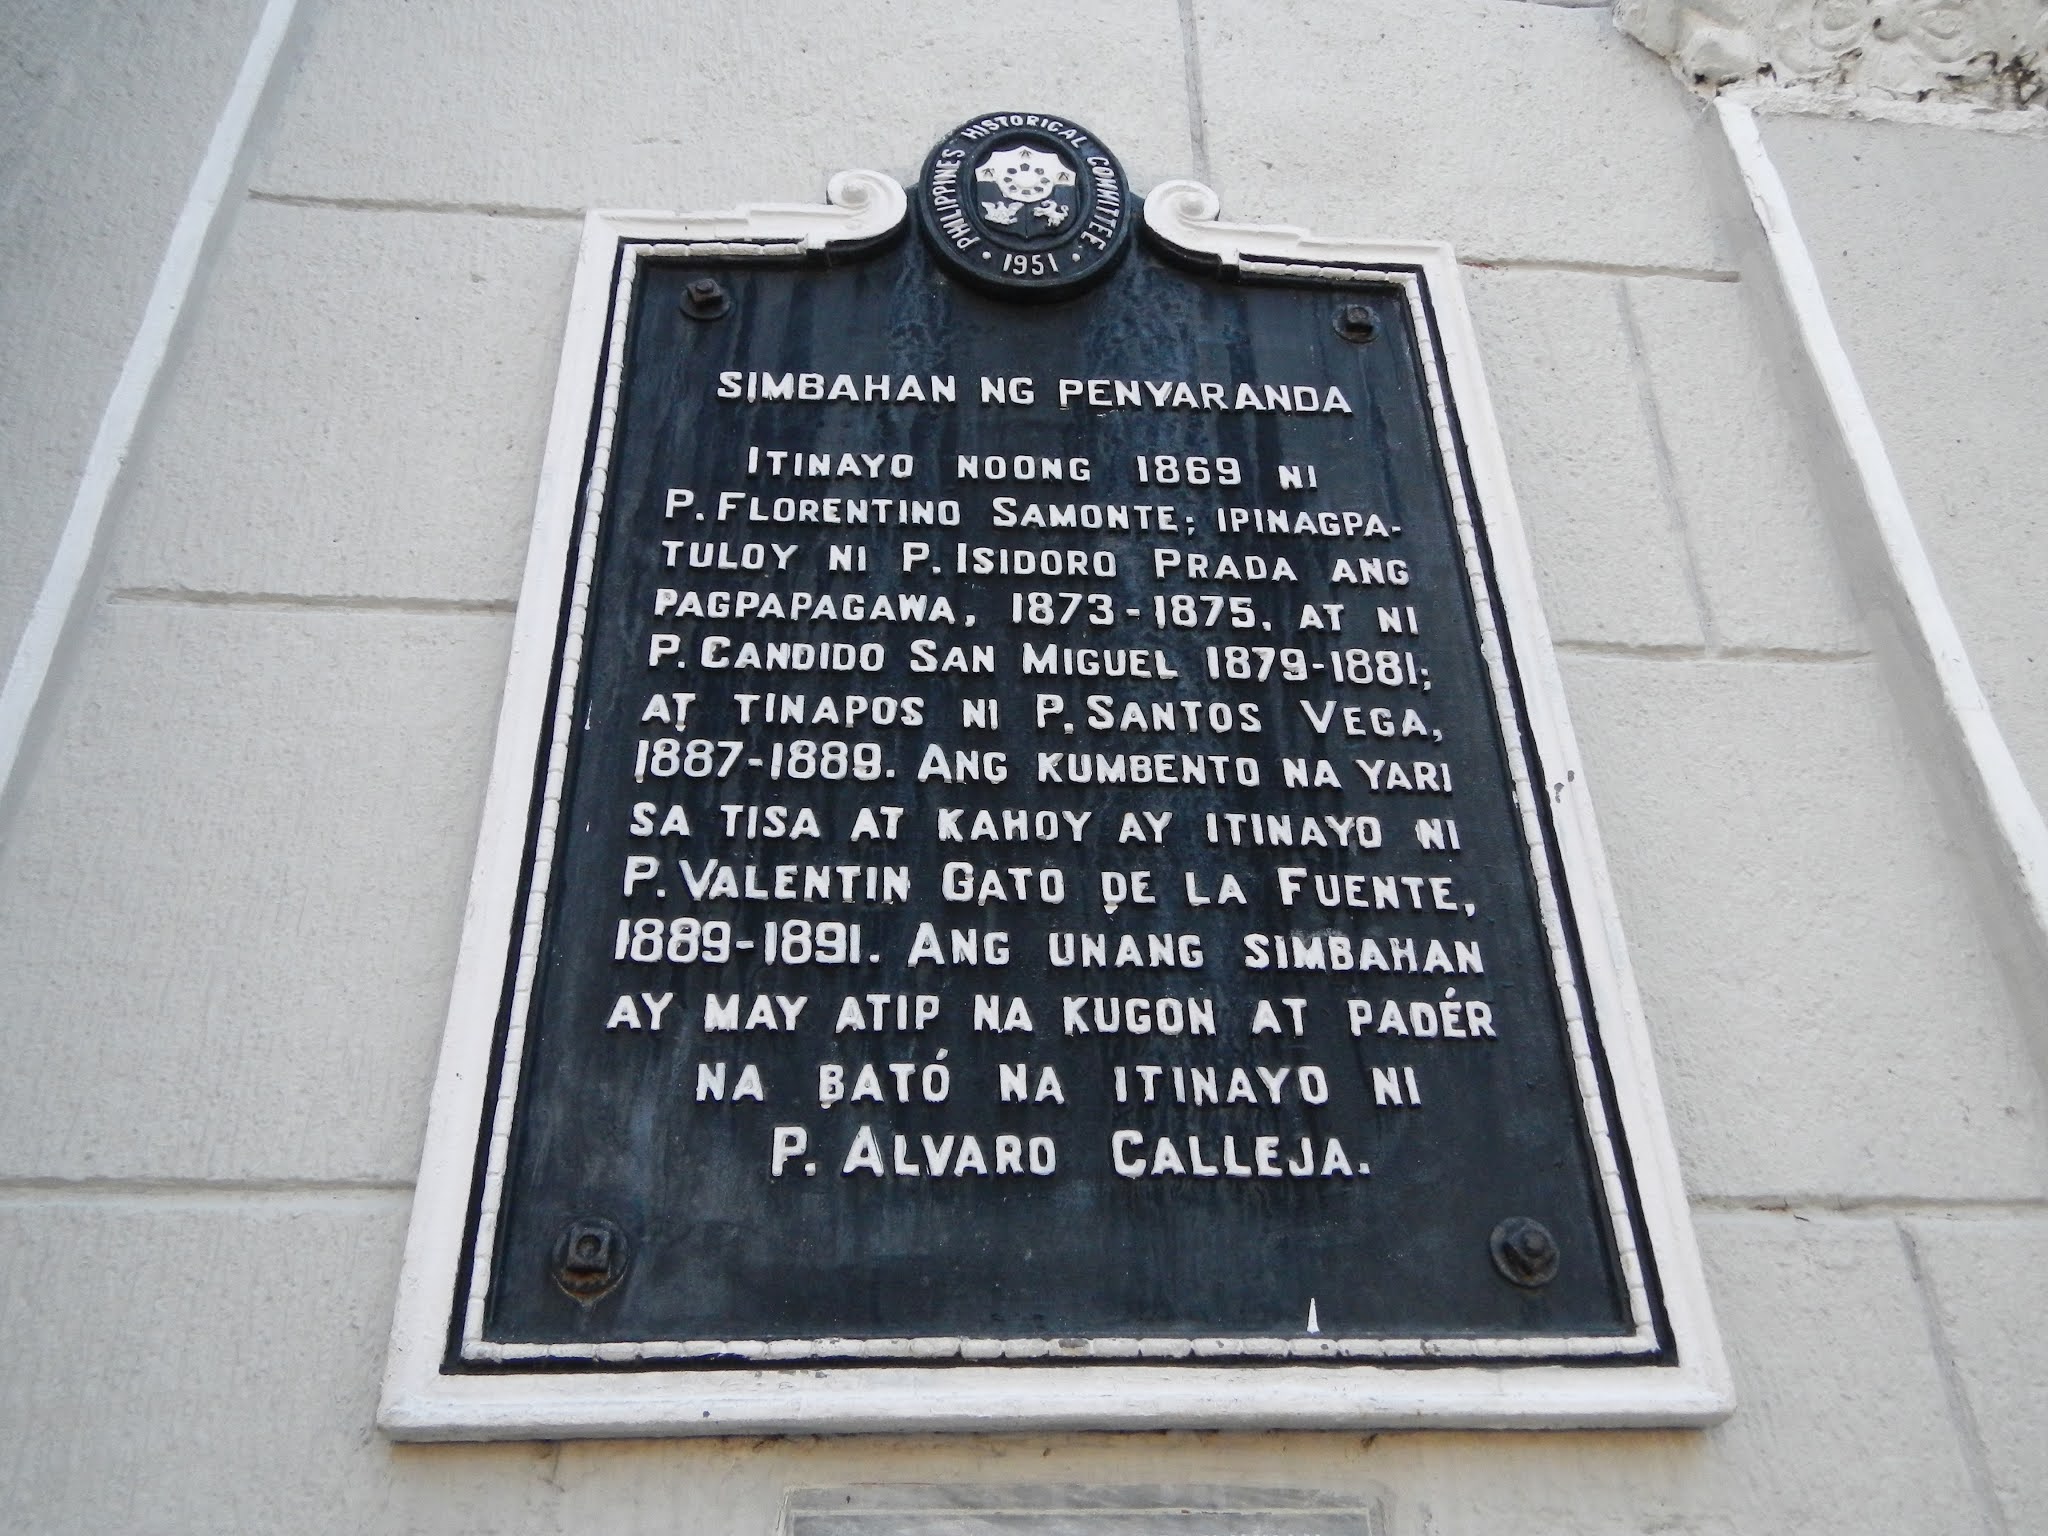 PHILIPPINES HISTORICAL COMMITTEE
• 1951 •
SIMBAHAN NG PENYARANDA
ITINAYO NOONG 1869 NI
P. FLORENTINO SAMONTE; IPINAGPA-
TULOY NI P. ISIDORO PRADA ANG
PAGPAPAGAWA, 1873-1875, AT NI
P. CANDIDO SAN MIGUEL 1879-1881;
AT TINAPOS NI P. SANTOS VEGA,
1887-1889. ANG KUMBENTO NA YARI
SA TISA AT KAHOY AY ITINAYO NI
P. VALENTIN GATO DE LA FUENTE,
1889-1891. ANG UNANG SIMBAHAN
AY MAY ATIP NA KUGON AT PADÉR
NA BATÓ NA ITINAYO NI
P. ALVARO CALLEJA.